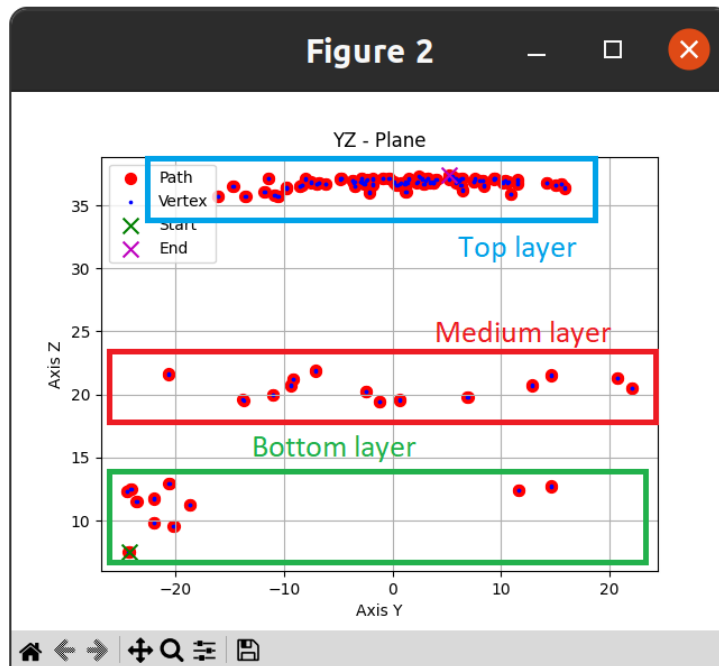 Figure 2
YZ - Plane
Path
Vertex
Start
End
Top layer
Medium layer
Bottom layer
Axis Z
35
30
25
20
15
10
−20
−10
0
10
20
Axis Y